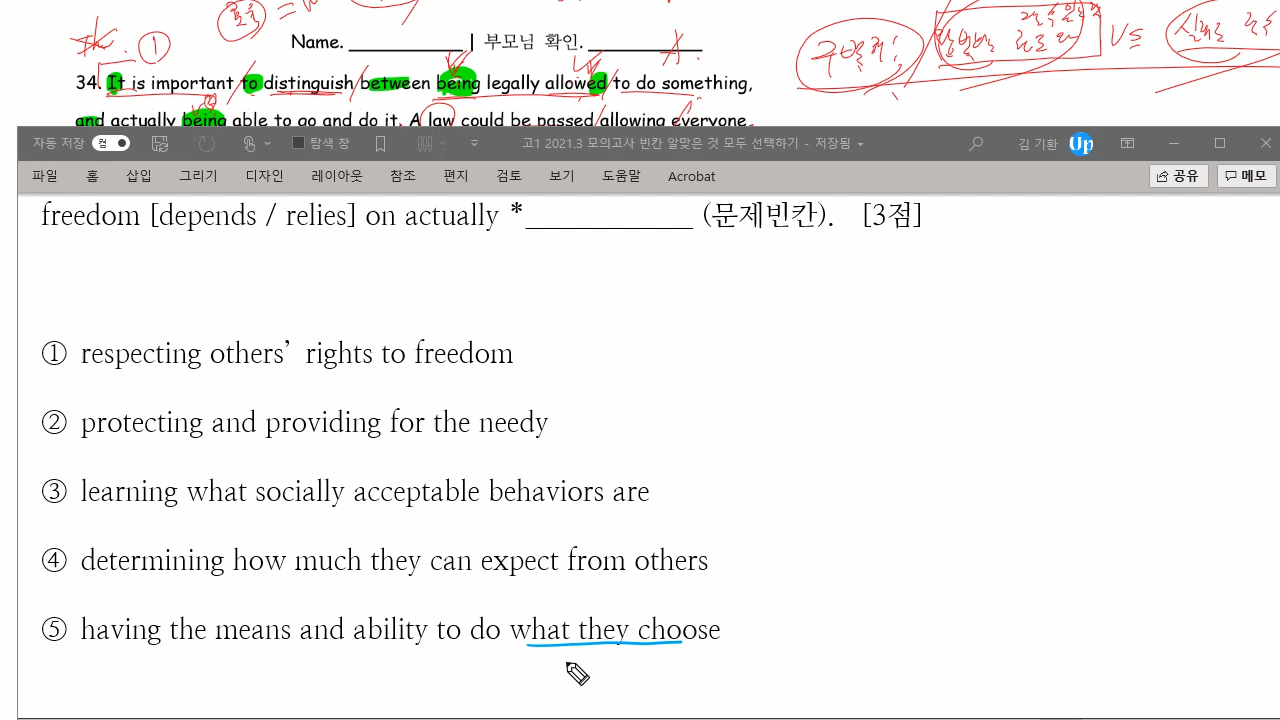 Name. ____________ | 부모님 확인. ____________
34. It is important to distinguish between being legally allowed to do something,
and actually being able to go and do it. A law could be passed allowing everyone,
자동 저장 컴 탐색 창 고1 2021.3 모의고사 빈칸 알맞은 것 모두 선택하기 - 저장됨 김 기환 Up
파일 홈 삽입 그리기 디자인 레이아웃 참조 편지 검토 보기 도움말 Acrobat 공유 메모
freedom [depends / relies] on actually *____________ (문제빈칸). [3점]
① respecting others’ rights to freedom
② protecting and providing for the needy
③ learning what socially acceptable behaviors are
④ determining how much they can expect from others
⑤ having the means and ability to do what they choose